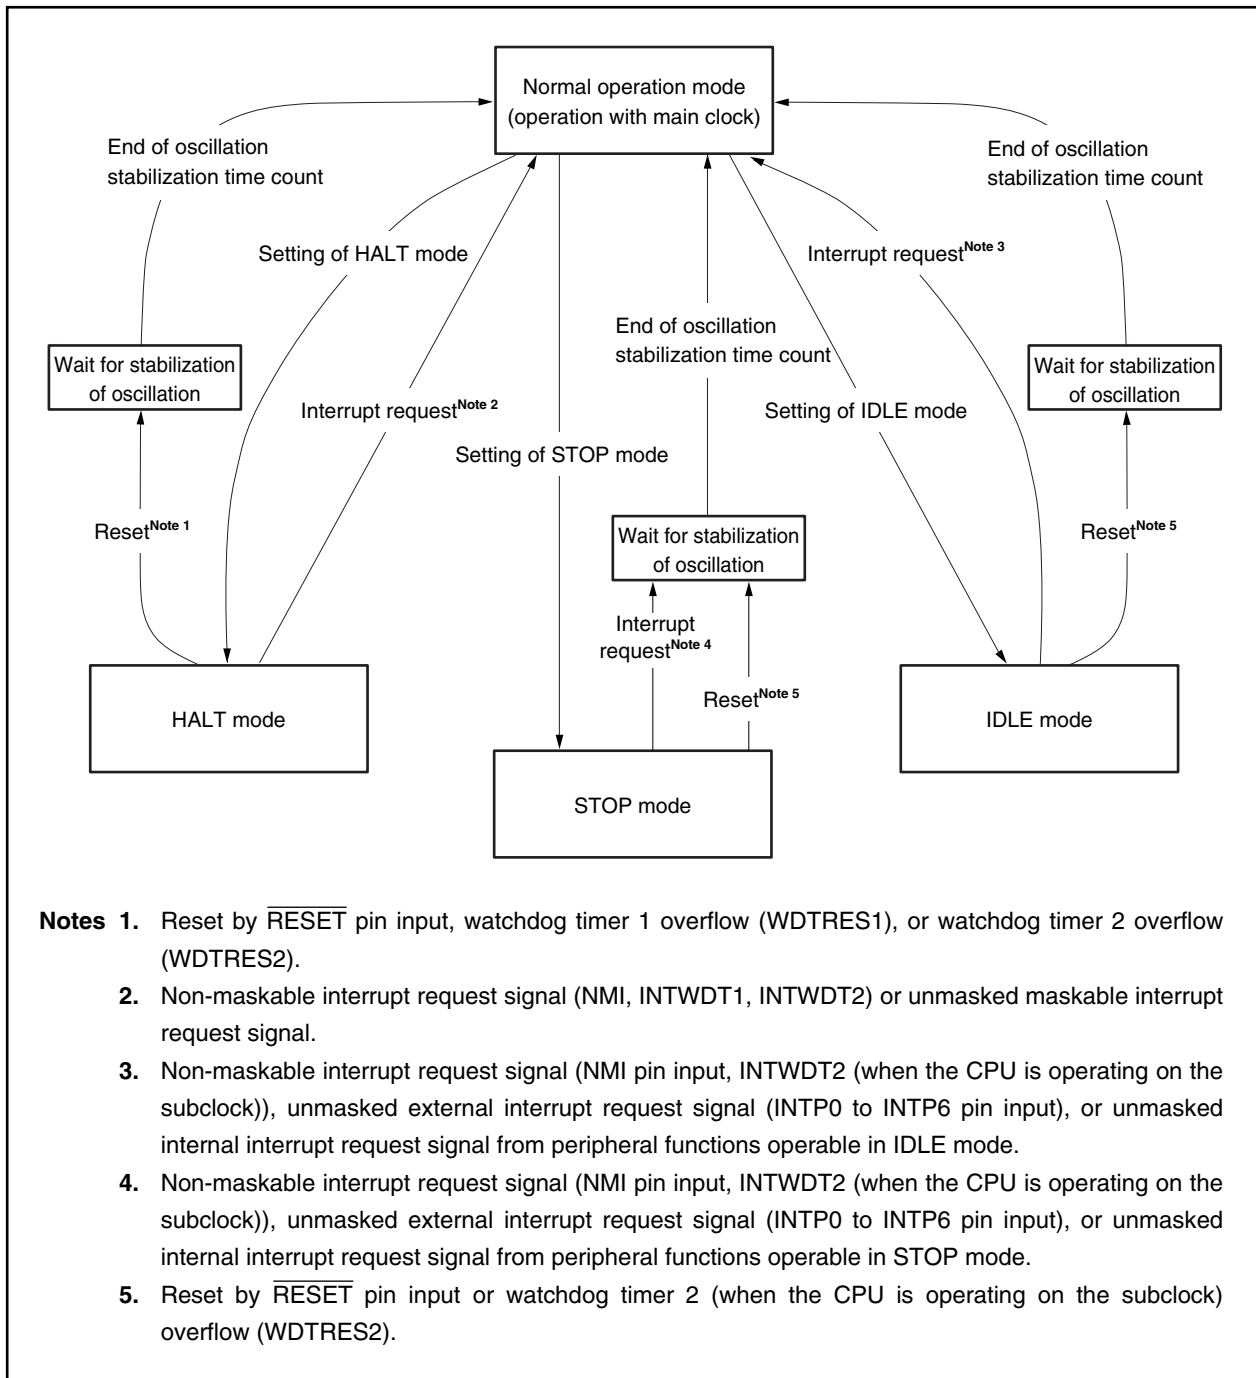 Normal operation mode
(operation with main clock)
End of oscillation
stabilization time count
End of oscillation
stabilization time count
Setting of HALT mode
Interrupt request Note 3
End of oscillation
stabilization time count
Wait for stabilization
of oscillation
Wait for stabilization
of oscillation
Interrupt request Note 2
Setting of IDLE mode
Setting of STOP mode
Reset Note 1
Wait for stabilization
of oscillation
Reset Note 5
Interrupt
request Note 4
Reset Note 5
HALT mode
IDLE mode
STOP mode
Notes 1. Reset by RESET pin input, watchdog timer 1 overflow (WDTRES1), or watchdog timer 2 overflow
(WDTRES2).
2. Non-maskable interrupt request signal (NMI, INTWDT1, INTWDT2) or unmasked maskable interrupt
request signal.
3. Non-maskable interrupt request signal (NMI pin input, INTWDT2 (when the CPU is operating on the
subclock)), unmasked external interrupt request signal (INTP0 to INTP6 pin input), or unmasked
internal interrupt request signal from peripheral functions operable in IDLE mode.
4. Non-maskable interrupt request signal (NMI pin input, INTWDT2 (when the CPU is operating on the
subclock)), unmasked external interrupt request signal (INTP0 to INTP6 pin input), or unmasked
internal interrupt request signal from peripheral functions operable in STOP mode.
5. Reset by RESET pin input or watchdog timer 2 (when the CPU is operating on the subclock)
overflow (WDTRES2).